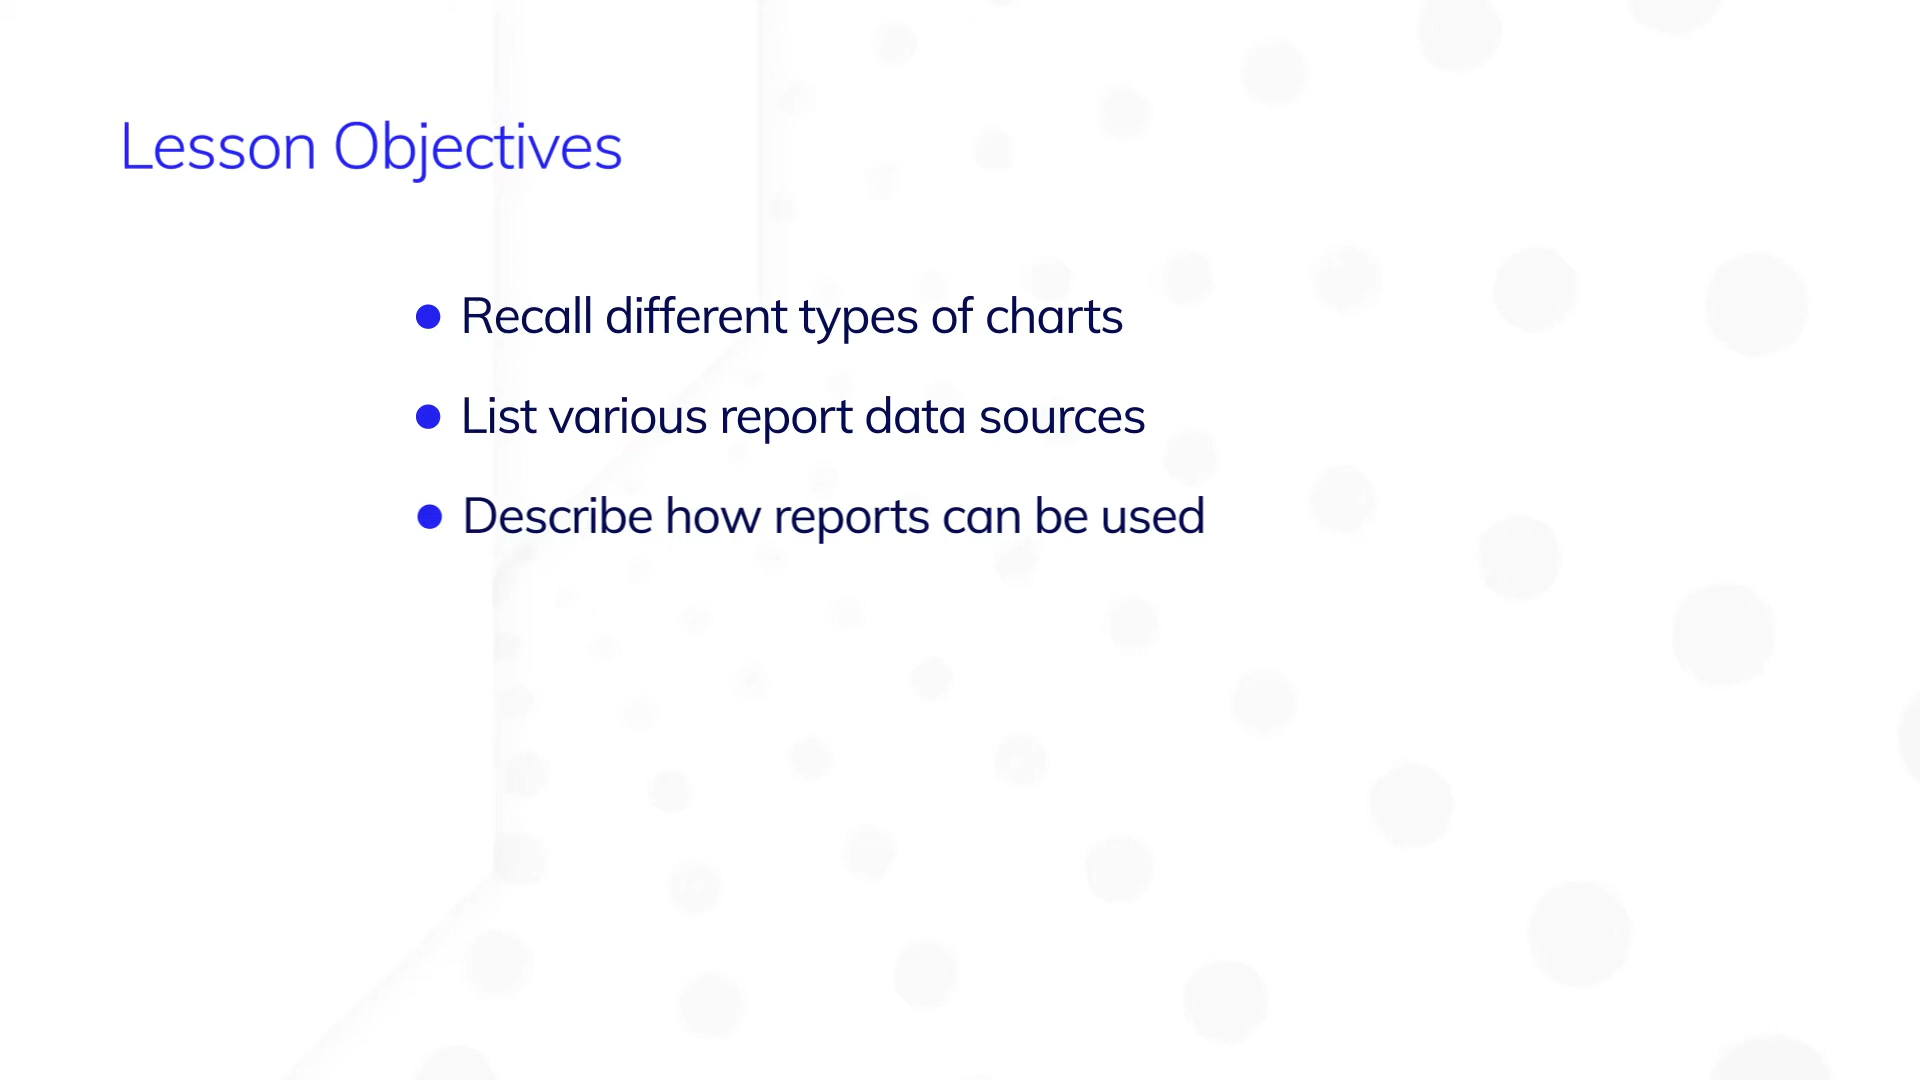 Lesson Objectives
Recall different types of charts
List various report data sources
Describe how reports can be used